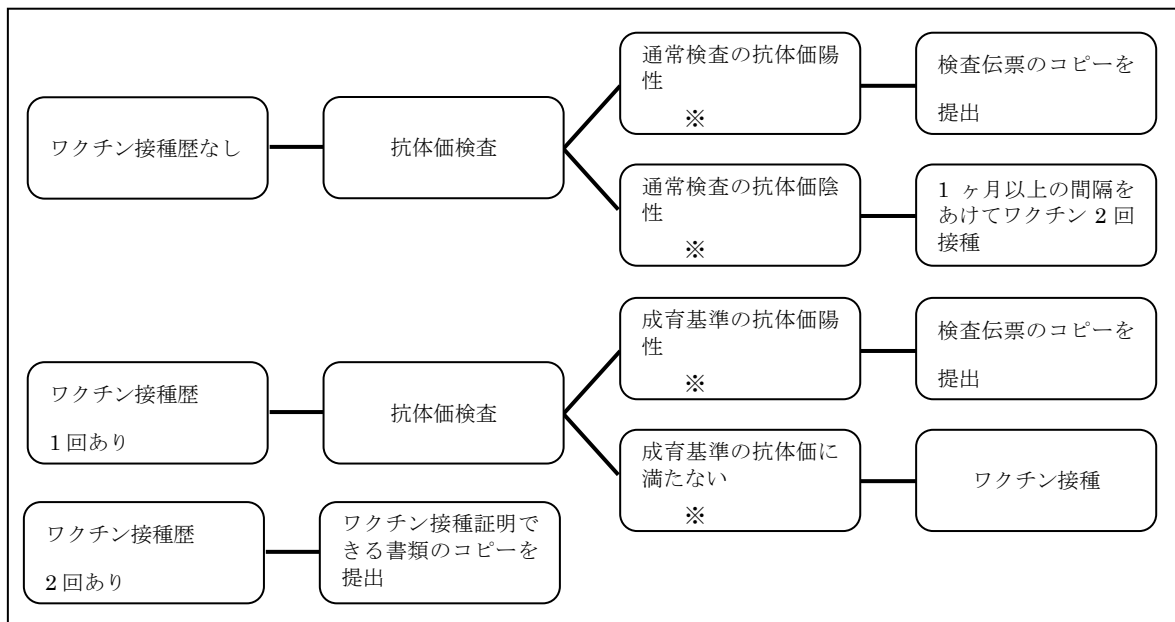 ワクチン接種歴なし
抗体価検査
通常検査の抗体価陽
性
※
検査伝票のコピーを
提出
通常検査の抗体価陰
性
※
1 ヶ月以上の間隔を
あけてワクチン 2 回
接種
ワクチン接種歴
1 回あり
抗体価検査
成育基準の抗体価陽
性
※
検査伝票のコピーを
提出
成育基準の抗体価に
満たない
※
ワクチン接種
ワクチン接種歴
2 回あり
ワクチン接種証明で
きる書類のコピーを
提出